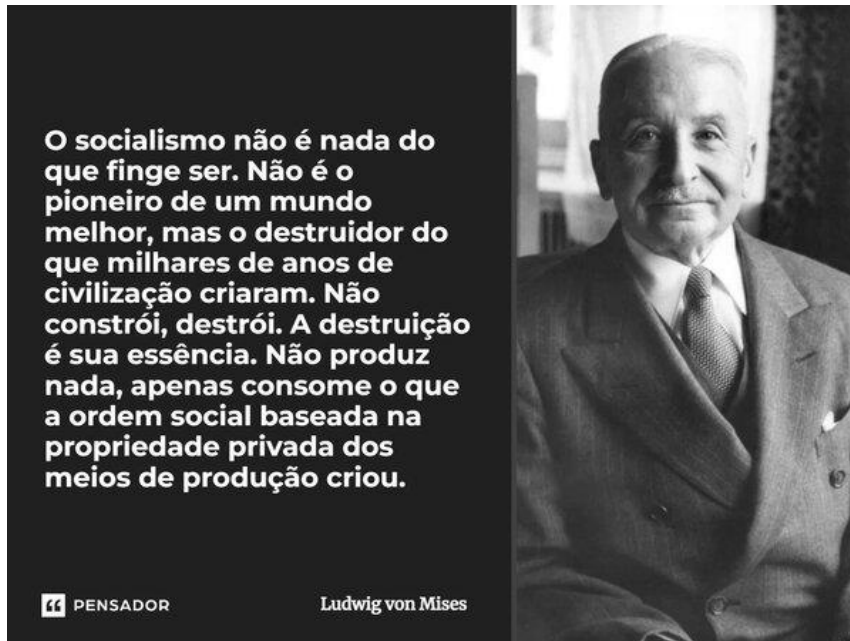 O socialismo não é nada do
que finge ser. Não é o
pioneiro de um mundo
melhor, mas o destruidor do
que milhares de anos de
civilização criaram. Não
constrói, destrói. A destruição
é sua essência. Não produz
nada, apenas consome o que
a ordem social baseada na
propriedade privada dos
meios de produção criou.
PENSADOR
Ludwig von Mises